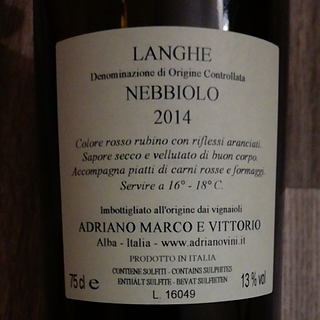 LANGHE
Denominazione di Origine Controllata
NEBBIOLO
2014
Colore rosso rubino con riflessi aranciati.
Sapore secco e vellutato di buon corpo.
Accompagna piatti di carni rosse e formaggi.
Servire a 16° - 18° C.
Imbottigliato all'origine dai vignaioli
ADRIANO MARCO E VITTORIO
Alba - Italia - www.adrianovini.it
PRODOTTO IN ITALIA
CONTIENE SOLFITI - CONTAINS SULPHITES
75cl e ENTHÄLT SULFITE - BEVAT SULFIETEN 13% vol
L. 16049